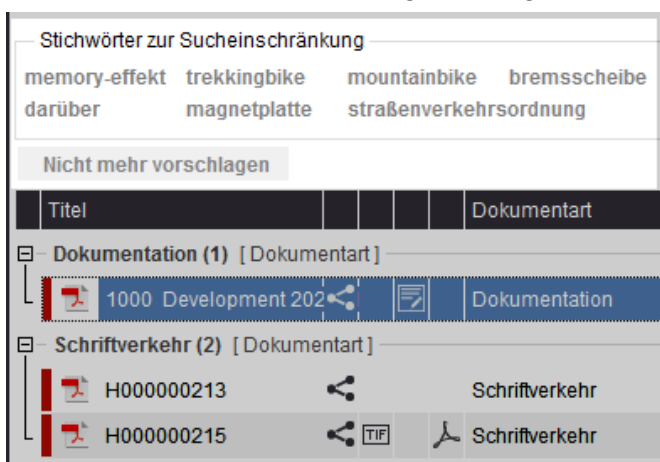 Stichwörter zur Sucheinschränkung
memory-effekt trekkingbike mountainbike bremsscheibe
darüber magnetplatte straßenverkehrsordnung
Nicht mehr vorschlagen
Titel Dokumentart
Dokumentation (1) [ Dokumentart ]
1000 Development 202 Dokumentation
Schriftverkehr (2) [ Dokumentart ]
H000000213 Schriftverkehr
H000000215 TIF Schriftverkehr